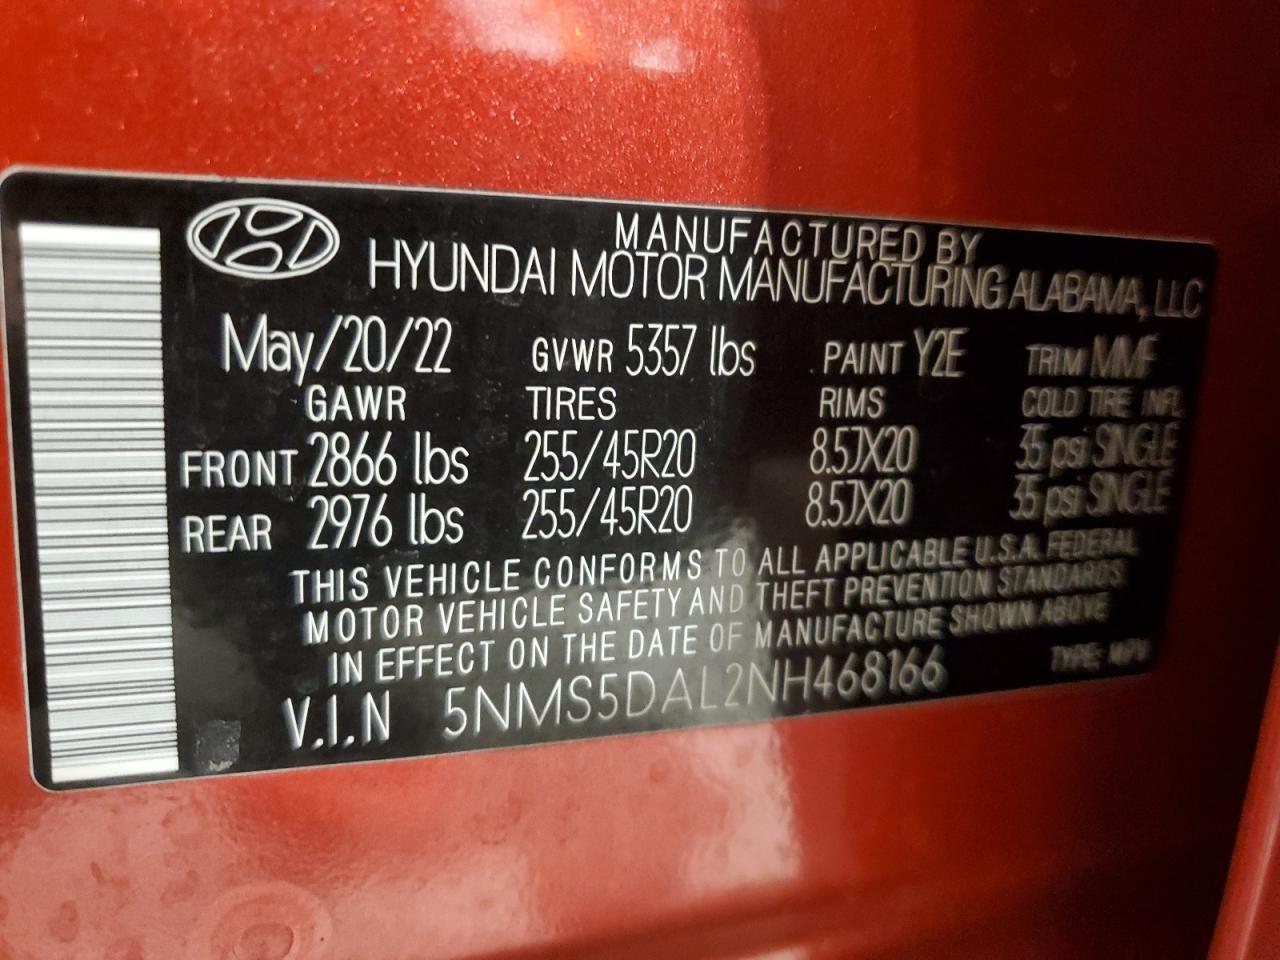 MANUFACTURED BY
HYUNDAI MOTOR MANUFACTURING ALABAMA, LLC
May/20/22 GVWR 5357 lbs PAINT Y2E TRIM MMF
GAWR TIRES RIMS COLD TIRE INFL
FRONT 2866 lbs 255/45R20 8.5JX20 35 psi SINGLE
REAR 2976 lbs 255/45R20 8.5JX20 35 psi SINGLE
THIS VEHICLE CONFORMS TO ALL APPLICABLE U.S.A. FEDERAL
MOTOR VEHICLE SAFETY AND THEFT PREVENTION STANDARDS
IN EFFECT ON THE DATE OF MANUFACTURE SHOWN ABOVE
V.I.N 5NMS5DAL2NH468166 TYPE: MPV